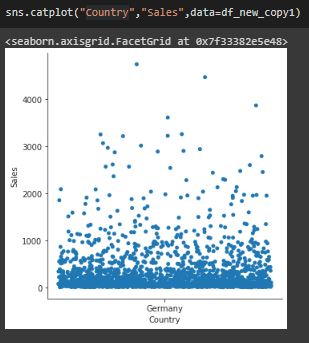 sns.catplot("Country","Sales",data=df_new_copy1)
<seaborn.axisgrid.FacetGrid at 0x7f33382e5e48>
4000
3000
Sales
2000
1000
0
Germany
Country